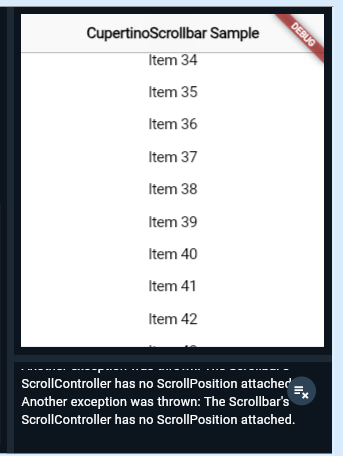 CupertinoScrollbar Sample
DEBUG
Item 34
Item 35
Item 36
Item 37
Item 38
Item 39
Item 40
Item 41
Item 42
Another exception was thrown: The Scrollbar's
ScrollController has no ScrollPosition attached.
Another exception was thrown: The Scrollbar's
ScrollController has no ScrollPosition attached.